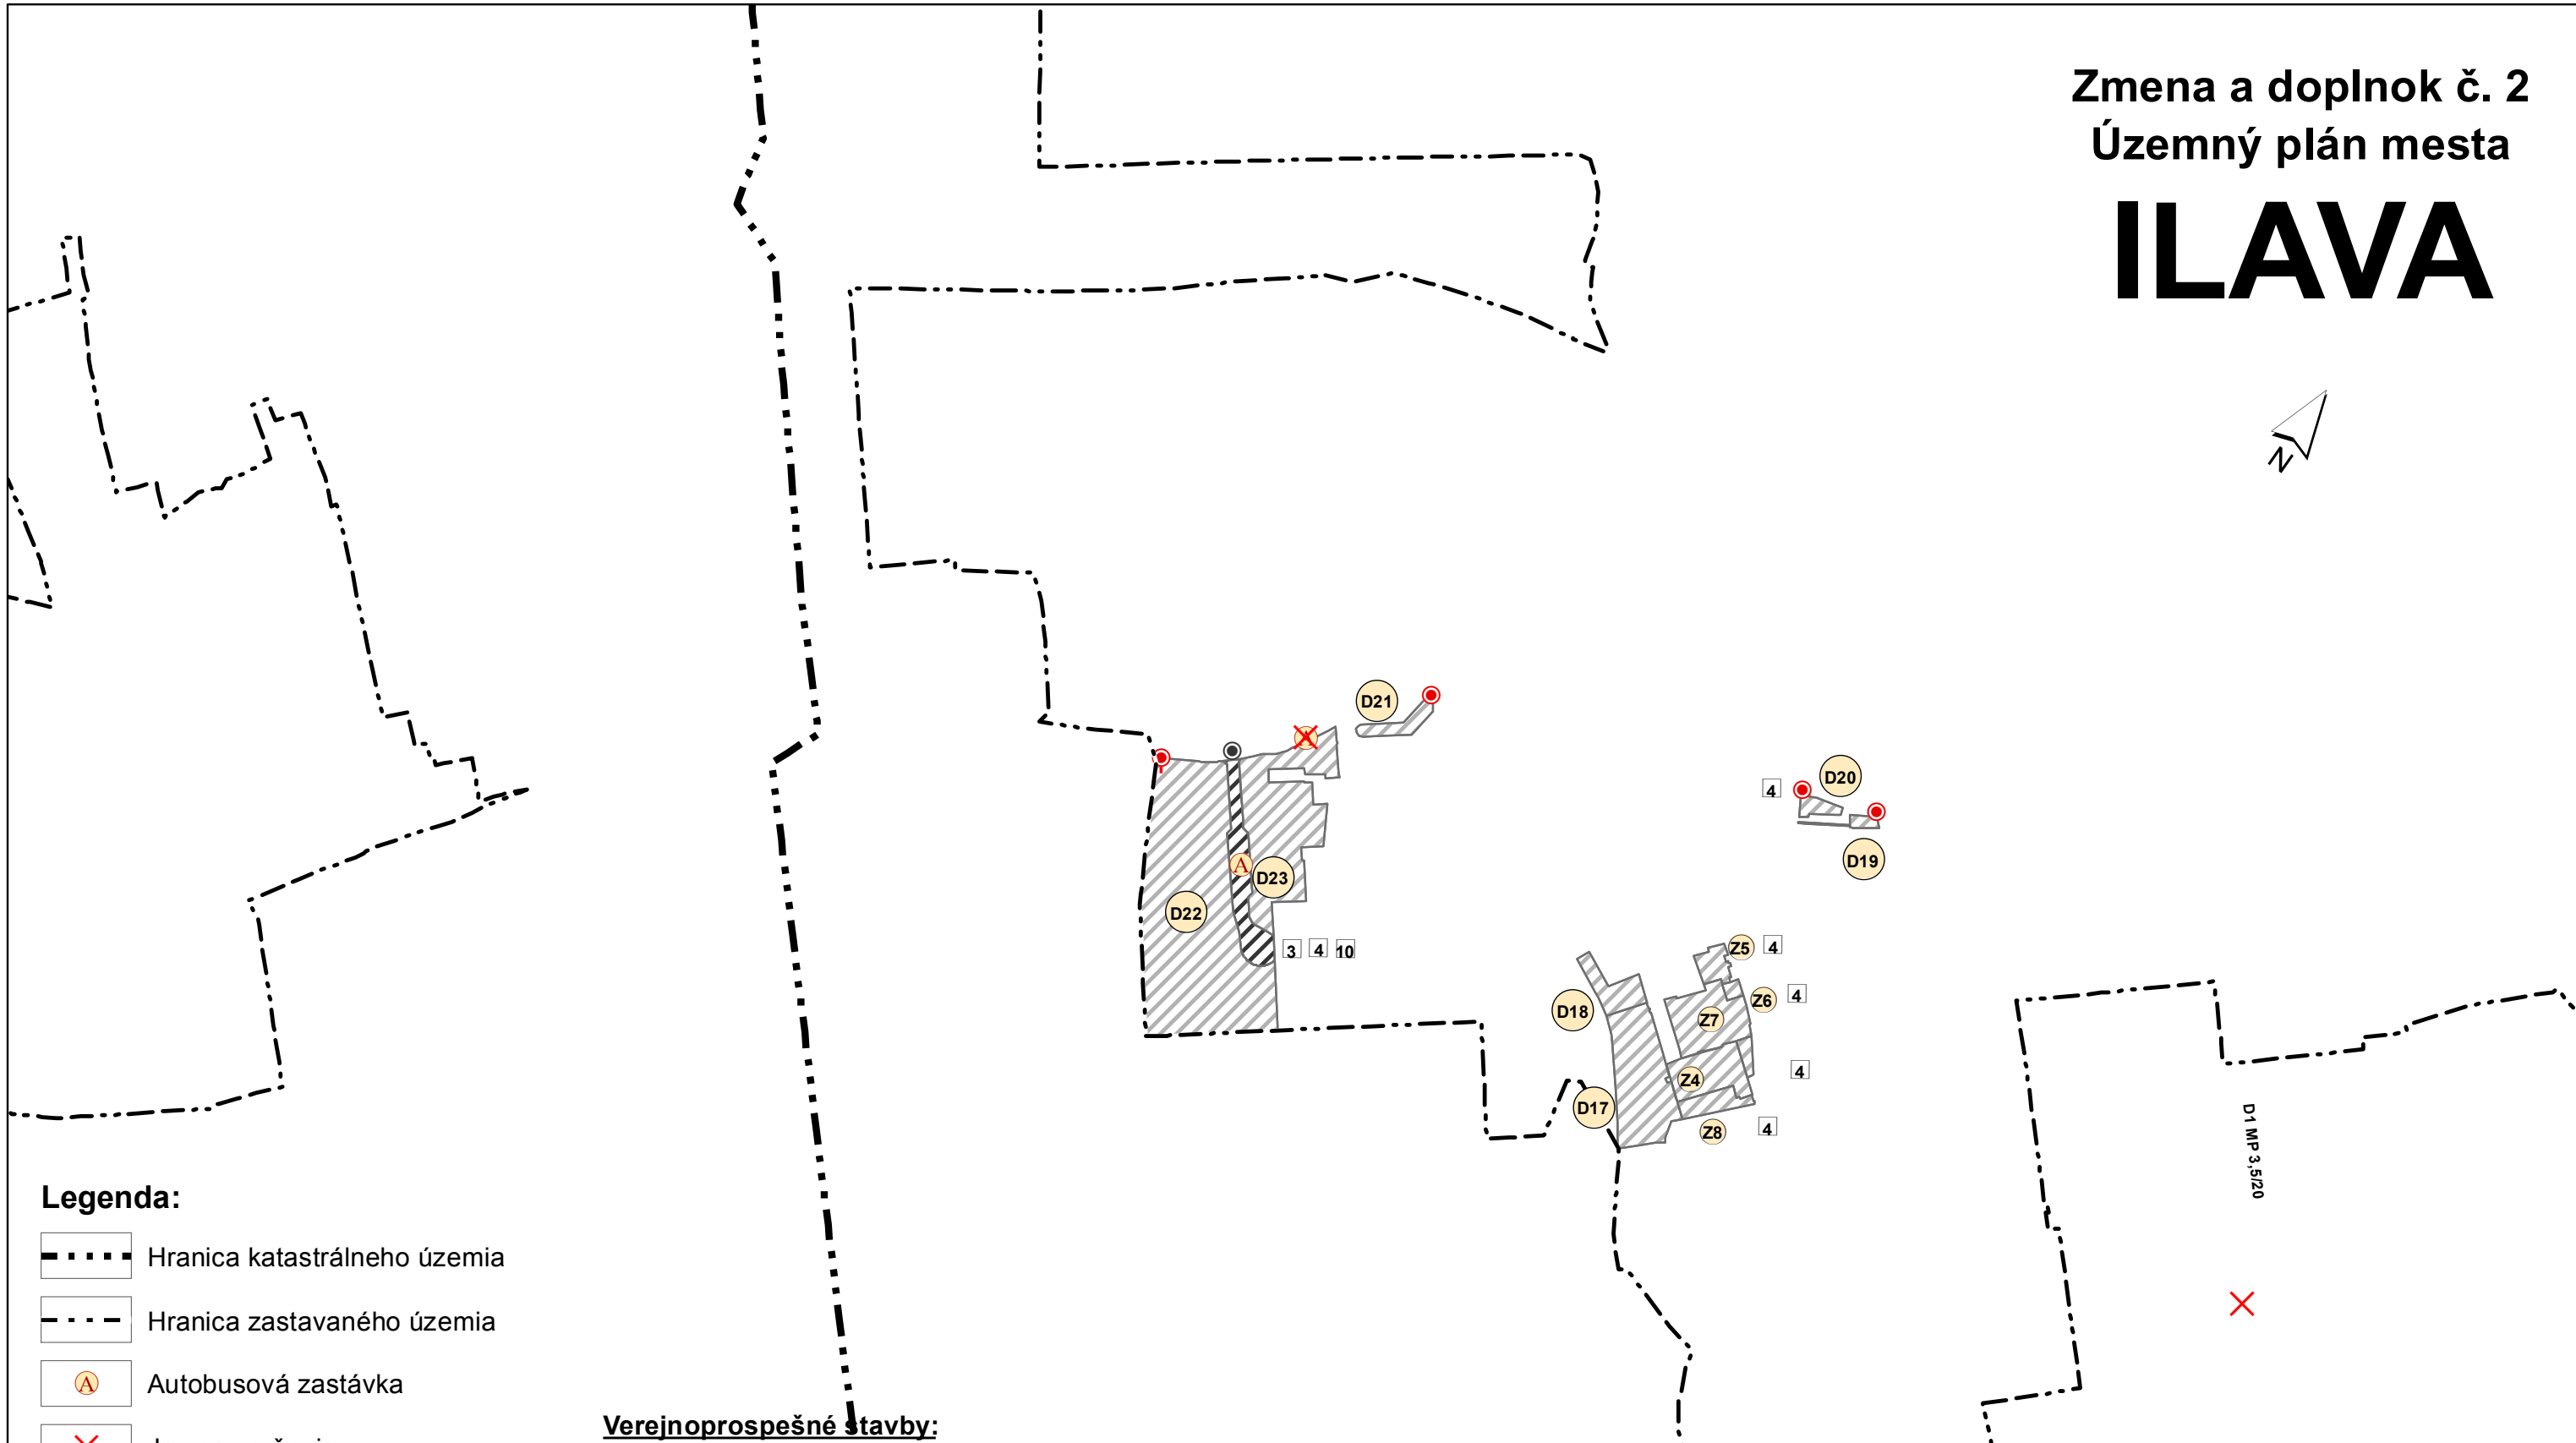 Zmena a doplnok č. 2
Územný plán mesta
ILAVA
N
D21
A
D20
4
D19
A
D23
D22
3 4 10
Z5 4
Z6 4
D18
Z7
4
Z4
D17
Z8 4
D1 MP 3,5/20
Legenda:
Hranica katastrálneho územia
Hranica zastavaného územia
A Autobusová zastávka
Verejnoprospešné stavby: